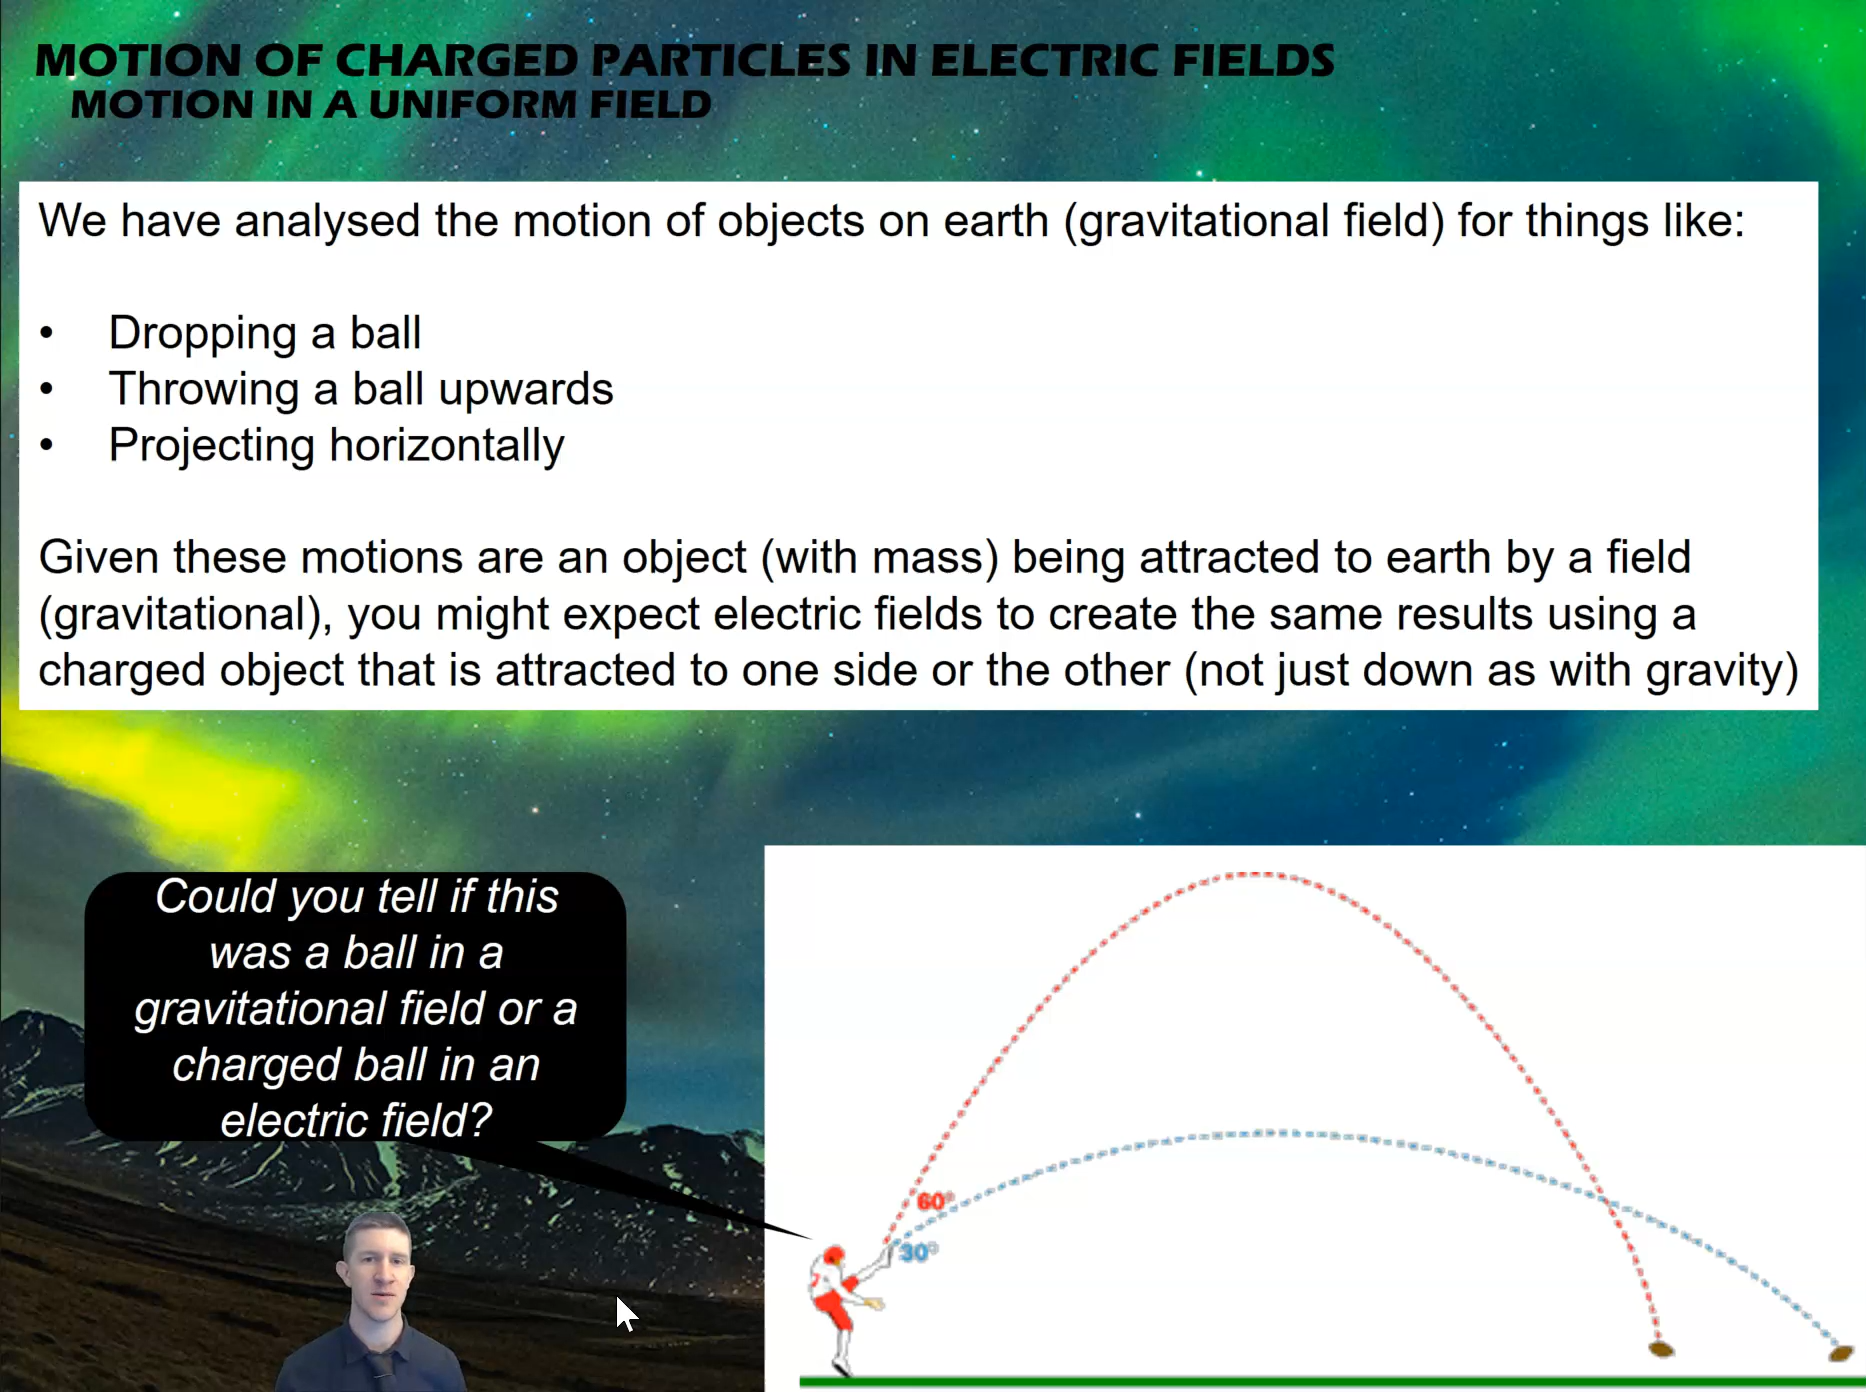 MOTION OF CHARGED PARTICLES IN ELECTRIC FIELDS
MOTION IN A UNIFORM FIELD
We have analysed the motion of objects on earth (gravitational field) for things like:
• Dropping a ball
• Throwing a ball upwards
• Projecting horizontally
Given these motions are an object (with mass) being attracted to earth by a field
(gravitational), you might expect electric fields to create the same results using a
charged object that is attracted to one side or the other (not just down as with gravity)
Could you tell if this
was a ball in a
gravitational field or a
charged ball in an
electric field?
60º
30º